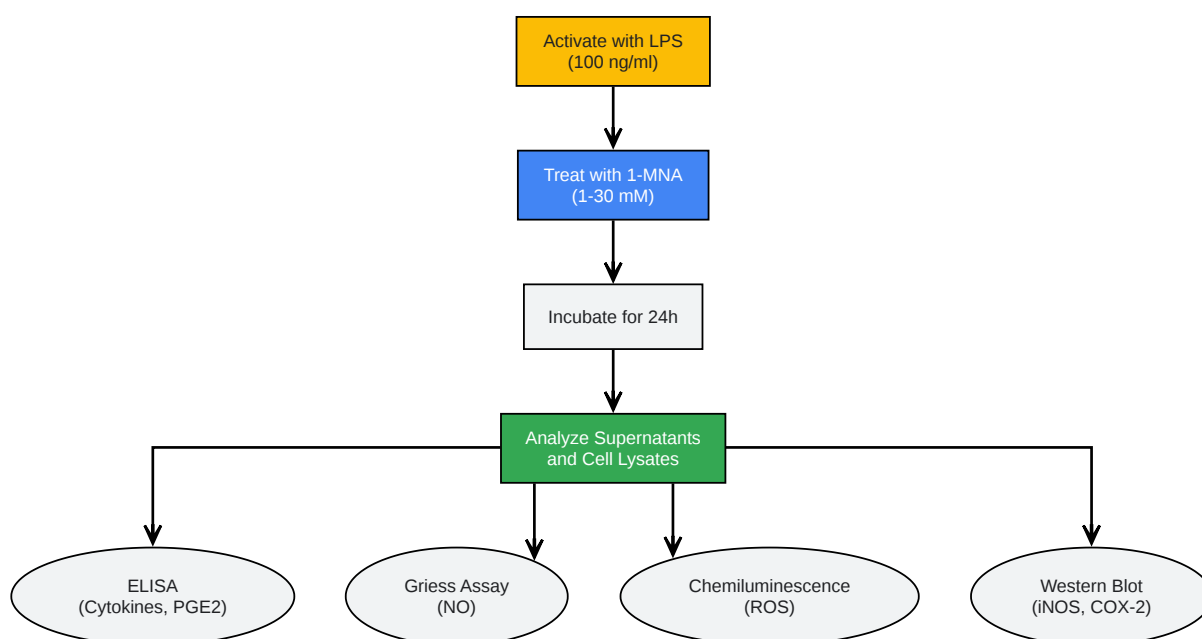 Activate with LPS
(100 ng/ml)
Treat with 1-MNA
(1-30 mM)
Incubate for 24h
Analyze Supernatants
and Cell Lysates
ELISA
(Cytokines, PGE2)
Griess Assay
(NO)
Chemiluminescence
(ROS)
Western Blot
(iNOS, COX-2)